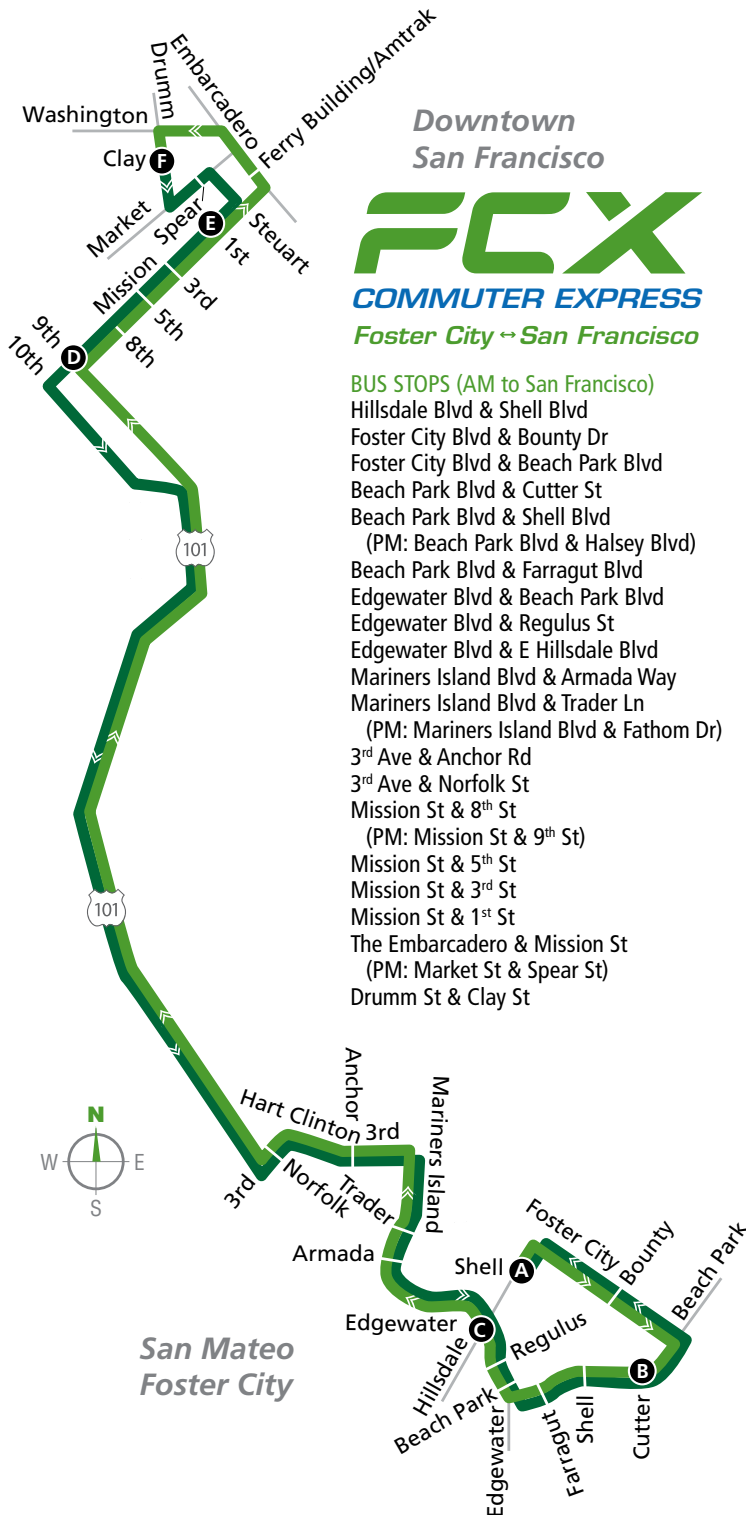 Downtown
San Francisco
FCX
COMMUTER EXPRESS
Foster City ↔ San Francisco
BUS STOPS (AM to San Francisco)
Hillsdale Blvd & Shell Blvd
Foster City Blvd & Bounty Dr
Foster City Blvd & Beach Park Blvd
Beach Park Blvd & Cutter St
Beach Park Blvd & Shell Blvd
(PM: Beach Park Blvd & Halsey Blvd)
Beach Park Blvd & Farragut Blvd
Edgewater Blvd & Beach Park Blvd
Edgewater Blvd & Regulus St
Edgewater Blvd & E Hillsdale Blvd
Mariners Island Blvd & Armada Way
Mariners Island Blvd & Trader Ln
(PM: Mariners Island Blvd & Fathom Dr)
3rd Ave & Anchor Rd
3rd Ave & Norfolk St
Mission St & 8th St
(PM: Mission St & 9th St)
Mission St & 5th St
Mission St & 3rd St
Mission St & 1st St
The Embarcadero & Mission St
(PM: Market St & Spear St)
Drumm St & Clay St
Washington
Drumm
Embarcadero
Ferry Building/Amtrak
Clay
F
Market
Spear
E
Steuart
1st
Mission
3rd
5th
8th
9th
10th
D
101
101
N
W
E
S
3rd
Norfolk
Hart Clinton
Anchor
3rd
Mariners Island
Trader
Armada
Edgewater
Shell
A
Foster City
Bounty
Beach Park
C
Regulus
Hillsdale
Beach Park
Edgewater
Farragut
Shell
B
Cutter
San Mateo
Foster City